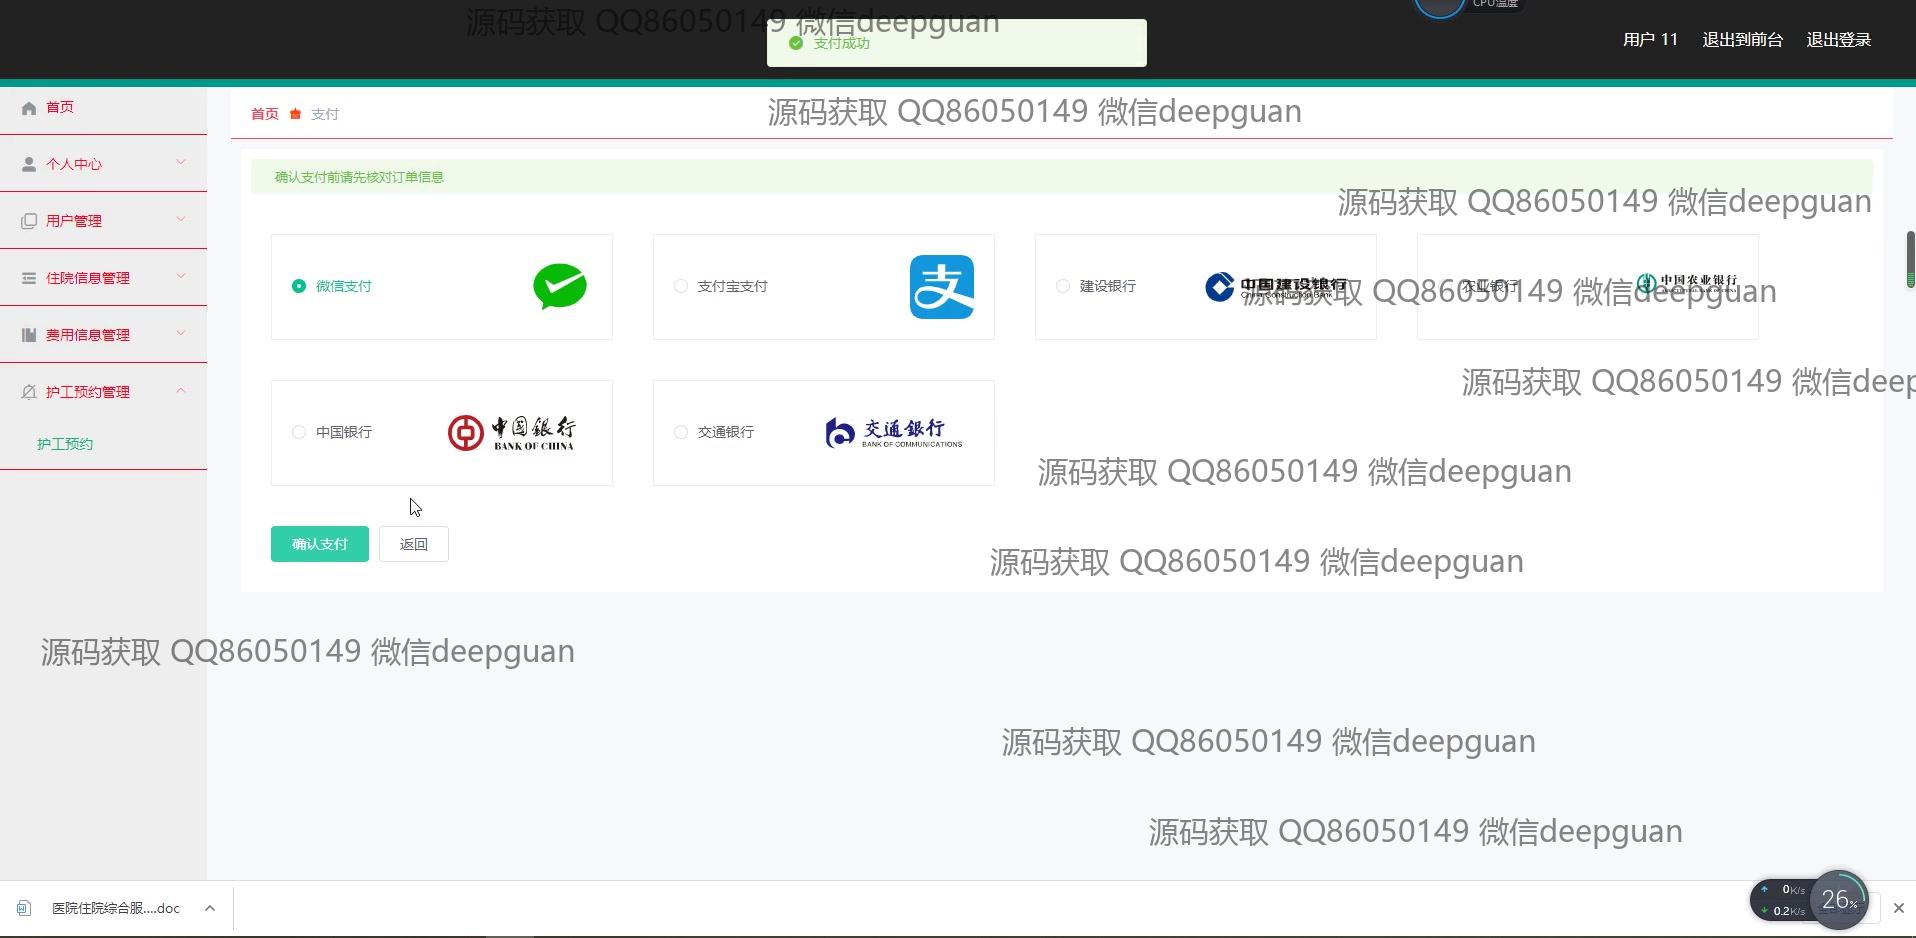 源码获取 QQ86050149 微信deepguan
CPU温度
支付成功
用户 11 退出到前台 退出登录
首页
首页 支付
源码获取 QQ86050149 微信deepguan
个人中心
确认支付前请先核对订单信息
源码获取 QQ86050149 微信deepguan
用户管理
住院信息管理
微信支付
支付宝支付
支
建设银行
中国建设银行
China Construction Bank
农业银行
中国农业银行
源码获取 QQ86050149 微信deepguan
费用信息管理
护工预约管理
源码获取 QQ86050149 微信deep
护工预约
中国银行
中国銀行
BANK OF CHINA
交通银行
交通銀行
BANK OF COMMUNICATIONS
源码获取 QQ86050149 微信deepguan
确认支付 返回
源码获取 QQ86050149 微信deepguan
源码获取 QQ86050149 微信deepguan
源码获取 QQ86050149 微信deepguan
源码获取 QQ86050149 微信deepguan
医院住院综合服....doc
0K/s
0.2K/s
26%